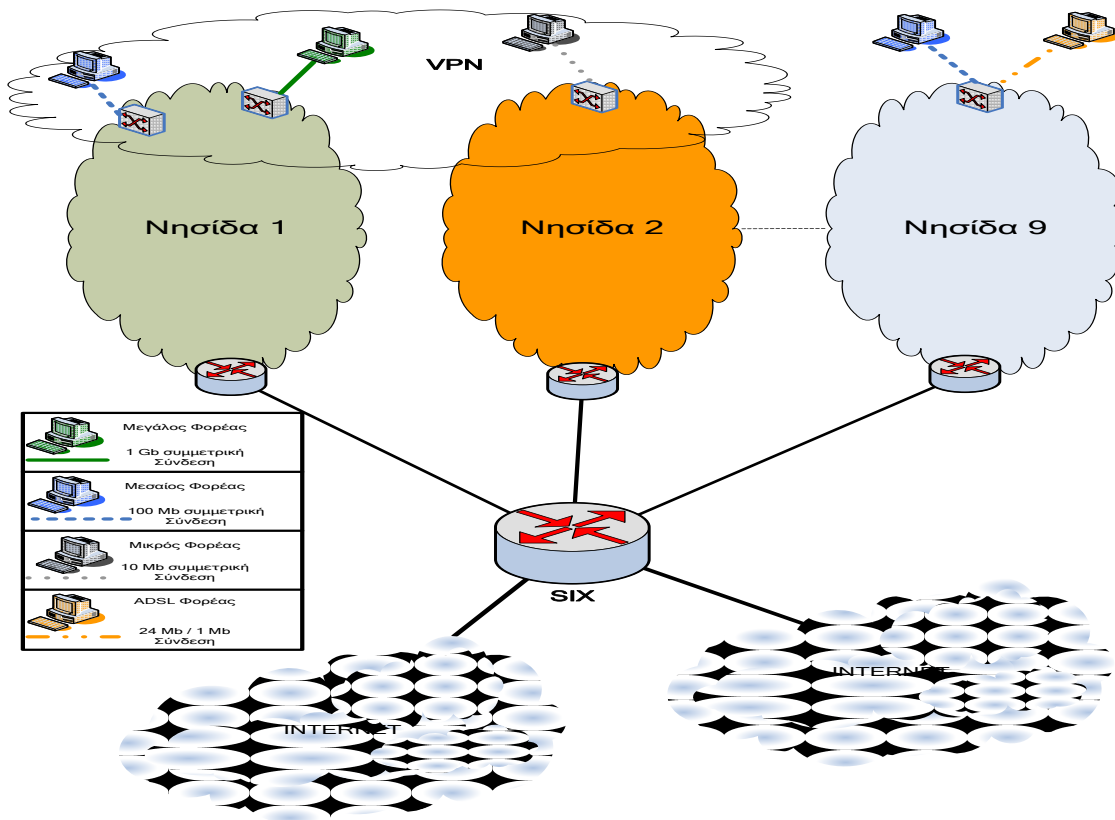 VPN
Νησίδα 1
Νησίδα 2
Νησίδα 9
Μεγάλος Φορέας
1 Gb συμμετρική
Σύνδεση
Μεσαίος Φορέας
100 Mb συμμετρική
Σύνδεση
Μικρός Φορέας
10 Mb συμμετρική
Σύνδεση
ADSL Φορέας
24 Mb / 1 Mb
Σύνδεση
SIX
INTERNET
INTERNET